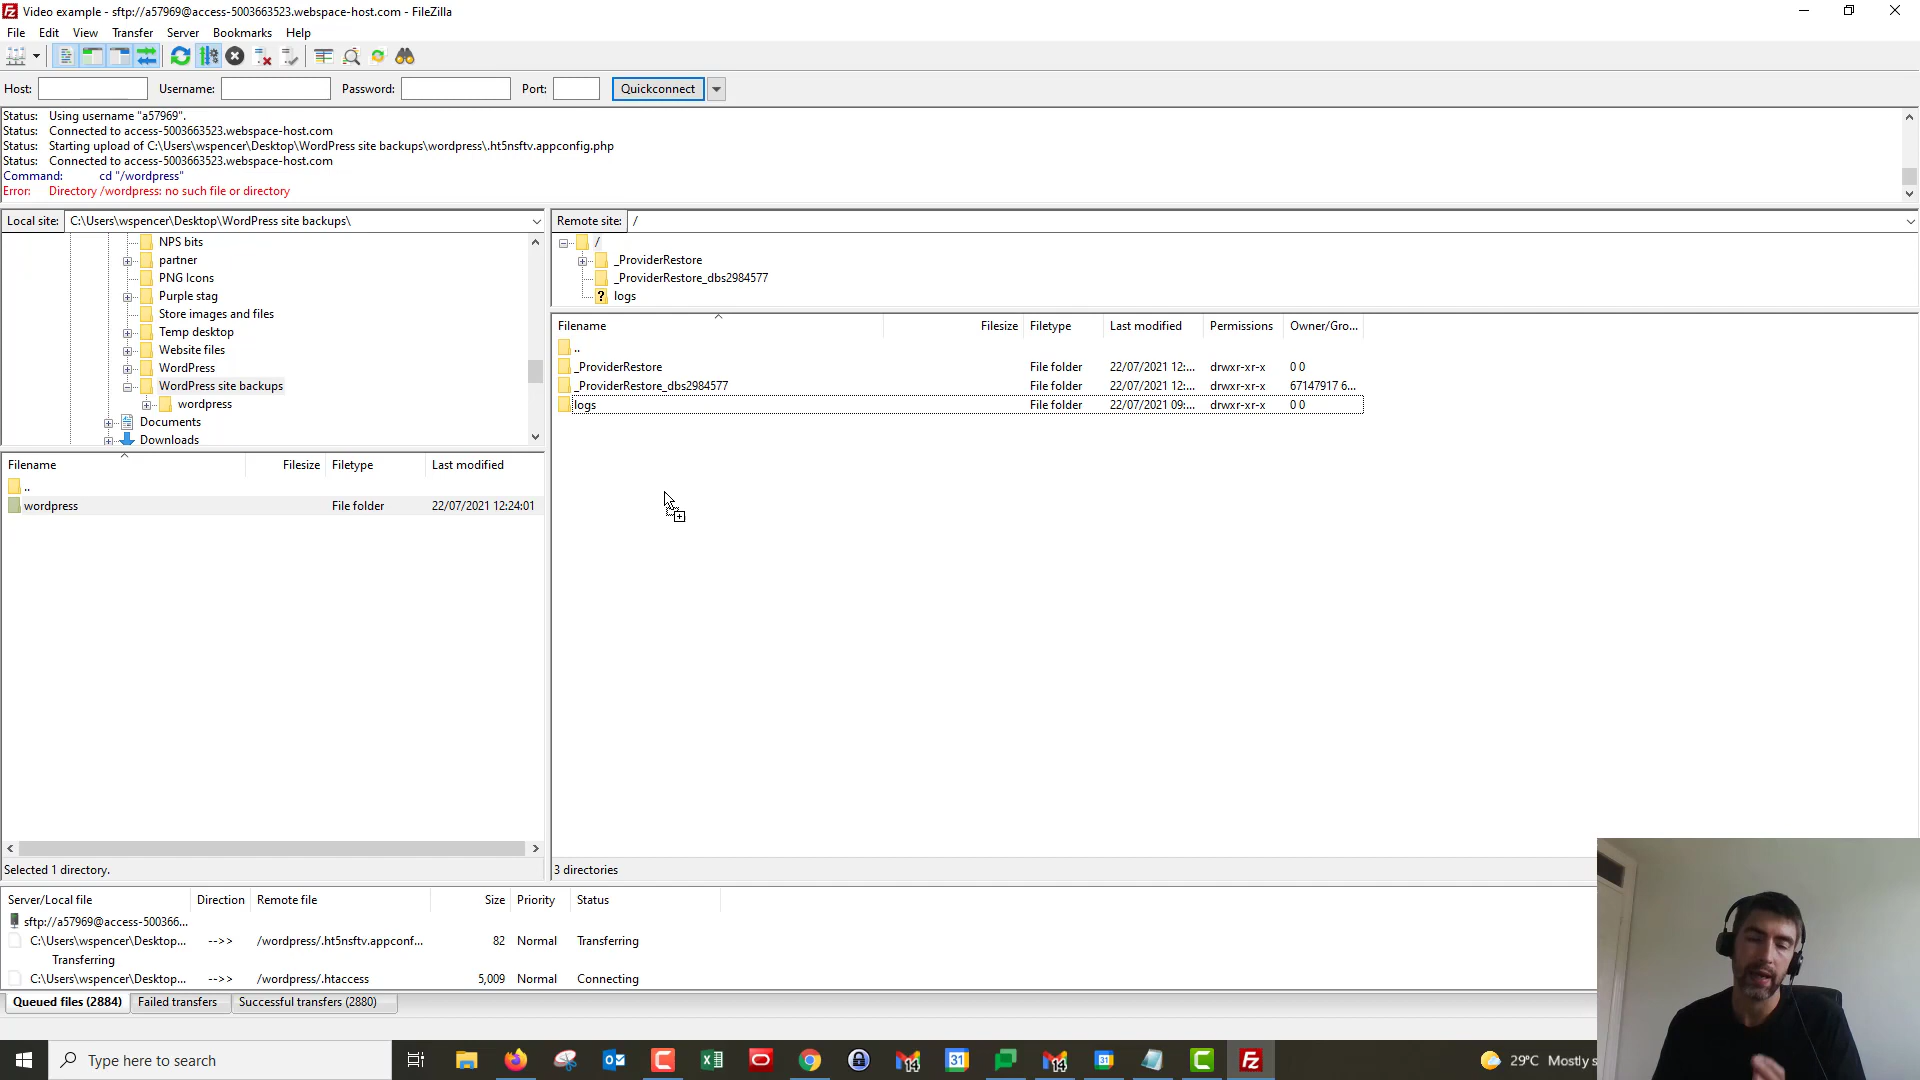 Video example - sftp://a57969@access-5003663523.webspace-host.com - FileZilla
File Edit View Transfer Server Bookmarks Help
Host: Username: Password: Port: Quickconnect
Status: Using username "a57969".
Status: Connected to access-5003663523.webspace-host.com
Status: Starting upload of C:\Users\wspencer\Desktop\WordPress site backups\wordpress\.ht5nsftv.appconfig.php
Status: Connected to access-5003663523.webspace-host.com
Command: cd "/wordpress"
Error: Directory /wordpress: no such file or directory
Local site: C:\Users\wspencer\Desktop\WordPress site backups\
NPS bits
partner
PNG Icons
Purple stag
Store images and files
Temp desktop
Website files
WordPress
WordPress site backups
wordpress
Documents
Downloads
Filename Filesize Filetype Last modified
..
wordpress File folder 22/07/2021 12:24:01
Selected 1 directory.
Remote site: /
/
_ProviderRestore
_ProviderRestore_dbs2984577
? logs
Filename Filesize Filetype Last modified Permissions Owner/Gro...
..
_ProviderRestore File folder 22/07/2021 12:... drwxr-xr-x 0 0
_ProviderRestore_dbs2984577 File folder 22/07/2021 12:... drwxr-xr-x 67147917 6...
logs File folder 22/07/2021 09:... drwxr-xr-x 0 0
3 directories
Server/Local file Direction Remote file Size Priority Status
sftp://a57969@access-500366...
C:\Users\wspencer\Desktop... -->> /wordpress/.ht5nsftv.appconf... 82 Normal Transferring
Transferring
C:\Users\wspencer\Desktop... -->> /wordpress/.htaccess 5,009 Normal Connecting
Queued files (2884) Failed transfers Successful transfers (2880)
Type here to search
29°C Mostly s